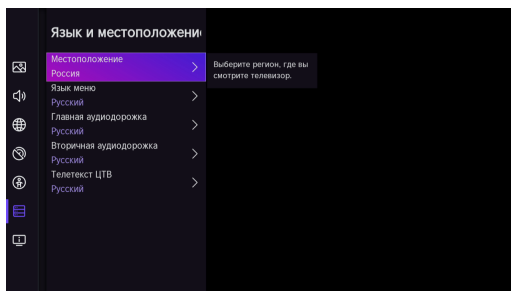 Язык и местоположени
Местоположение
Россия
Выберите регион, где вы
смотрите телевизор.
Язык меню
Русский
Главная аудиодорожка
Русский
Вторичная аудиодорожка
Русский
Телетекст ЦТВ
Русский